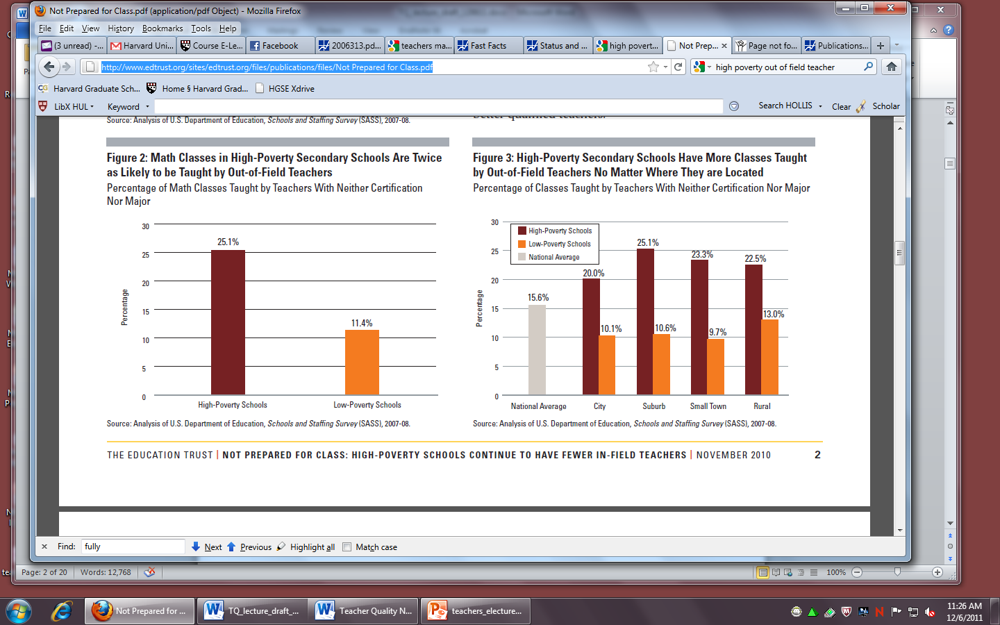 Not Prepared for Class.pdf (application/pdf Object) - Mozilla Firefox
File Edit View History Bookmarks Tools Help
(3 unread) -... Harvard Uni... Course E-Le... Facebook 2006313.pd... teachers ma... Fast Facts Status and ... high povert... Not Prep... Page not fo... Publications...
http://www.edtrust.org/sites/edtrust.org/files/publications/files/Not Prepared for Class.pdf
high poverty out of field teacher
Harvard Graduate Sch... Home § Harvard Grad... HGSE Xdrive
LibX HUL Keyword Search HOLLIS Clear Scholar
Source: Analysis of U.S. Department of Education, Schools and Staffing Survey (SASS), 2007-08.
better qualified teachers.
Figure 2: Math Classes in High-Poverty Secondary Schools Are Twice
as Likely to be Taught by Out-of-Field Teachers
Percentage of Math Classes Taught by Teachers With Neither Certification
Nor Major
30
25
20
15
10
5
0
Percentage
25.1%
11.4%
High-Poverty Schools Low-Poverty Schools
Source: Analysis of U.S. Department of Education, Schools and Staffing Survey (SASS), 2007-08.
Figure 3: High-Poverty Secondary Schools Have More Classes Taught
by Out-of-Field Teachers No Matter Where They are Located
Percentage of Classes Taught by Teachers With Neither Certification Nor Major
High-Poverty Schools
Low-Poverty Schools
National Average
30
25
20
15
10
5
0
Percentage
15.6%
20.0% 10.1%
25.1% 10.6%
23.3% 9.7%
22.5% 13.0%
National Average City Suburb Small Town Rural
Source: Analysis of U.S. Department of Education, Schools and Staffing Survey (SASS), 2007-08.
THE EDUCATION TRUST | NOT PREPARED FOR CLASS: HIGH-POVERTY SCHOOLS CONTINUE TO HAVE FEWER IN-FIELD TEACHERS | NOVEMBER 2010 2
Find: fully Next Previous Highlight all Match case
Page: 2 of 20 Words: 12,768 100%
Not Prepared for ... TQ_lecture_draft_... Teacher Quality N... teachers_electure...
11:26 AM
12/6/2011